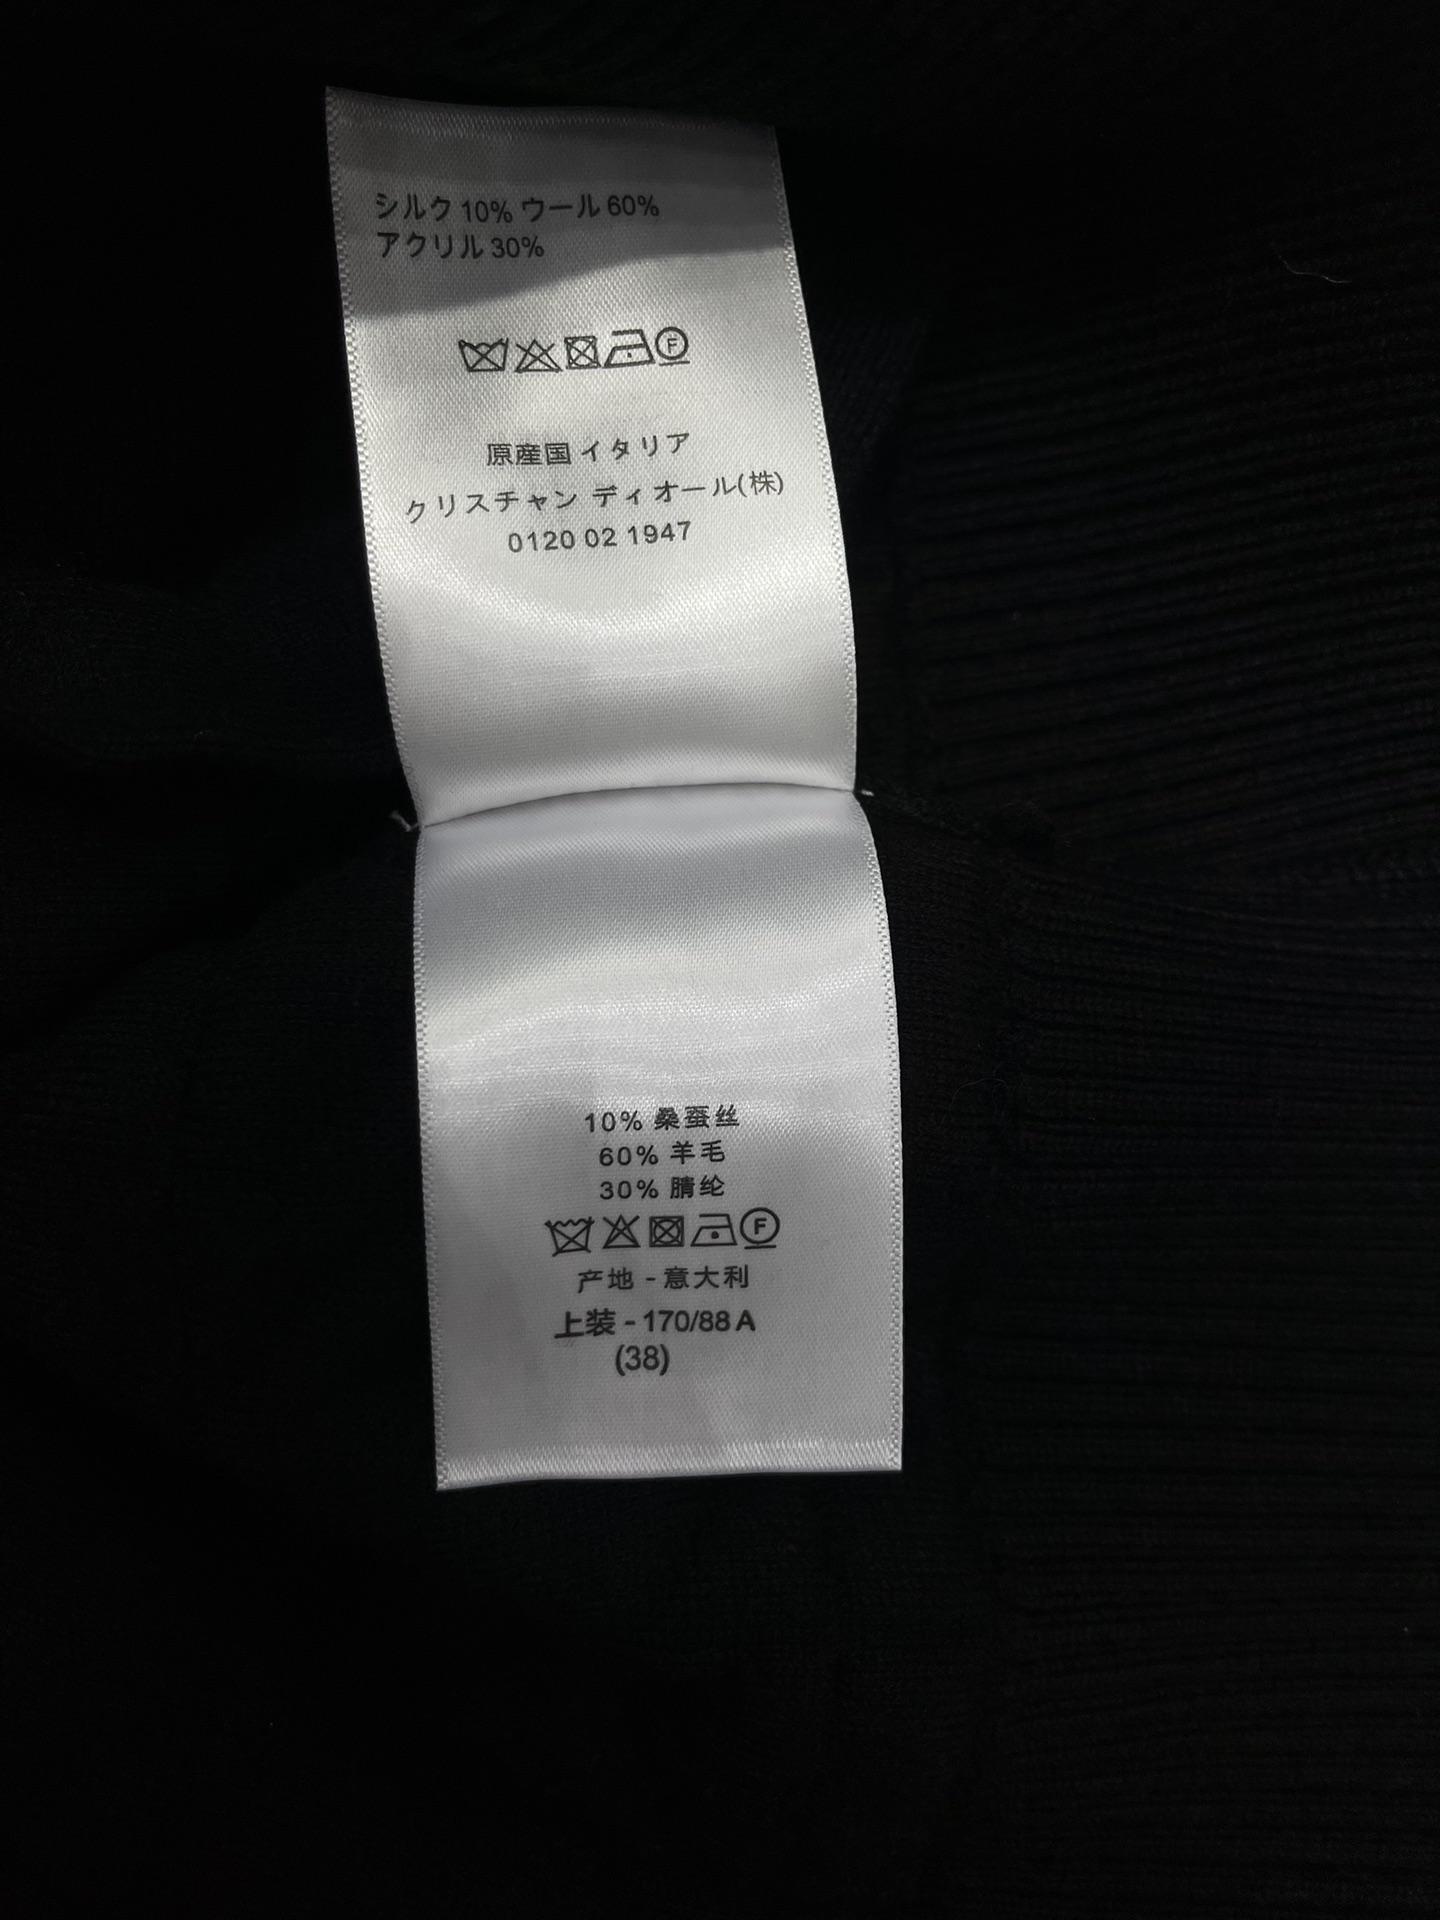 シルク 10% ウール 60%
アクリル 30%
F
原産国 イタリア
クリスチャン ディオール(株)
0120 02 1947
10% 桑蚕丝
60% 羊毛
30% 腈纶
F
产地 - 意大利
上装 - 170/88 A
(38)